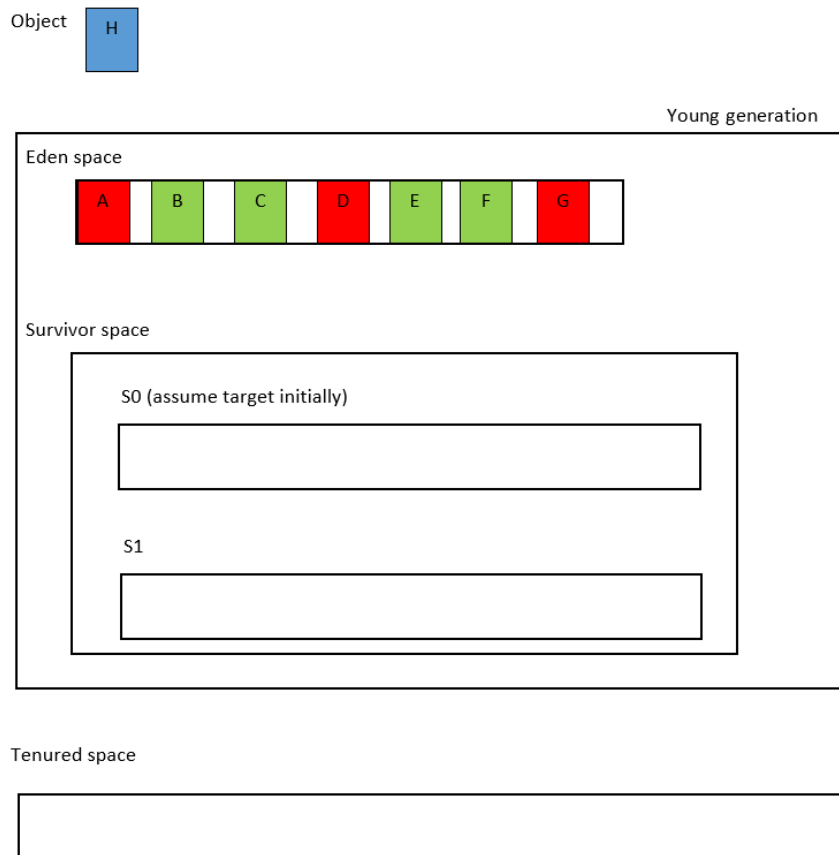 Object
H
Young generation
Eden space
A B C D E F G
Survivor space
S0 (assume target initially)
S1
Tenured space